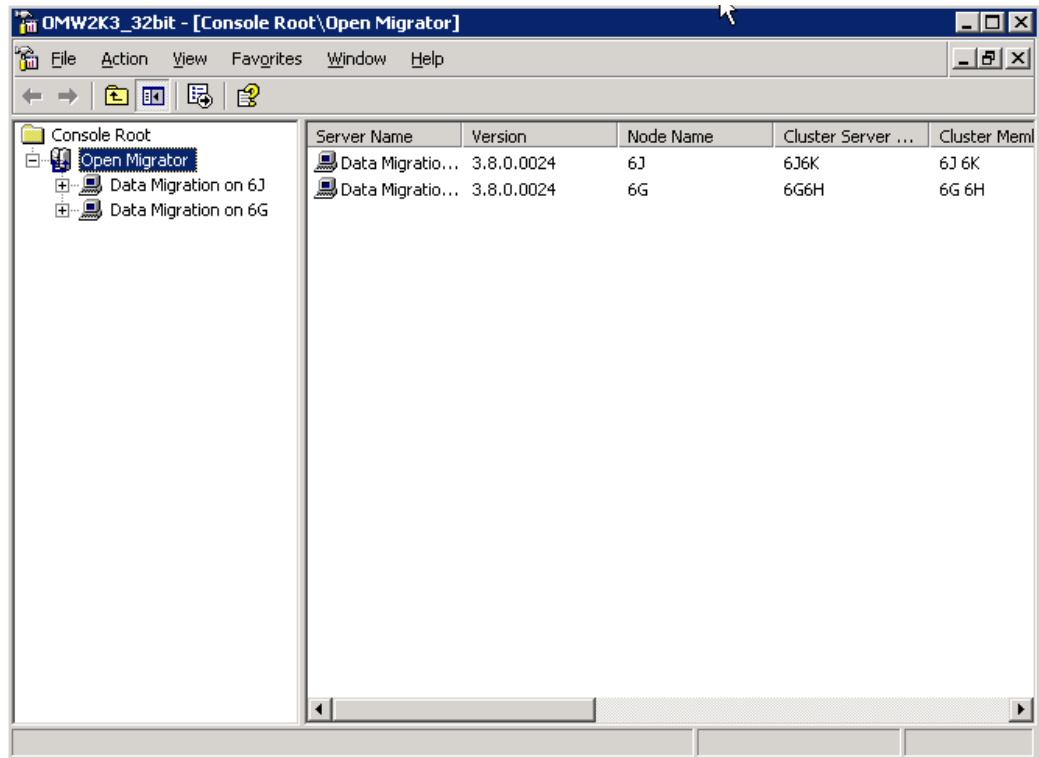 OMW2K3_32bit - [Console Root\Open Migrator]
File Action View Favorites Window Help
Console Root
Open Migrator
Data Migration on 6J
Data Migration on 6G
Server Name Version Node Name Cluster Server ... Cluster Meml
Data Migratio... 3.8.0.0024 6J 6J6K 6J 6K
Data Migratio... 3.8.0.0024 6G 6G6H 6G 6H